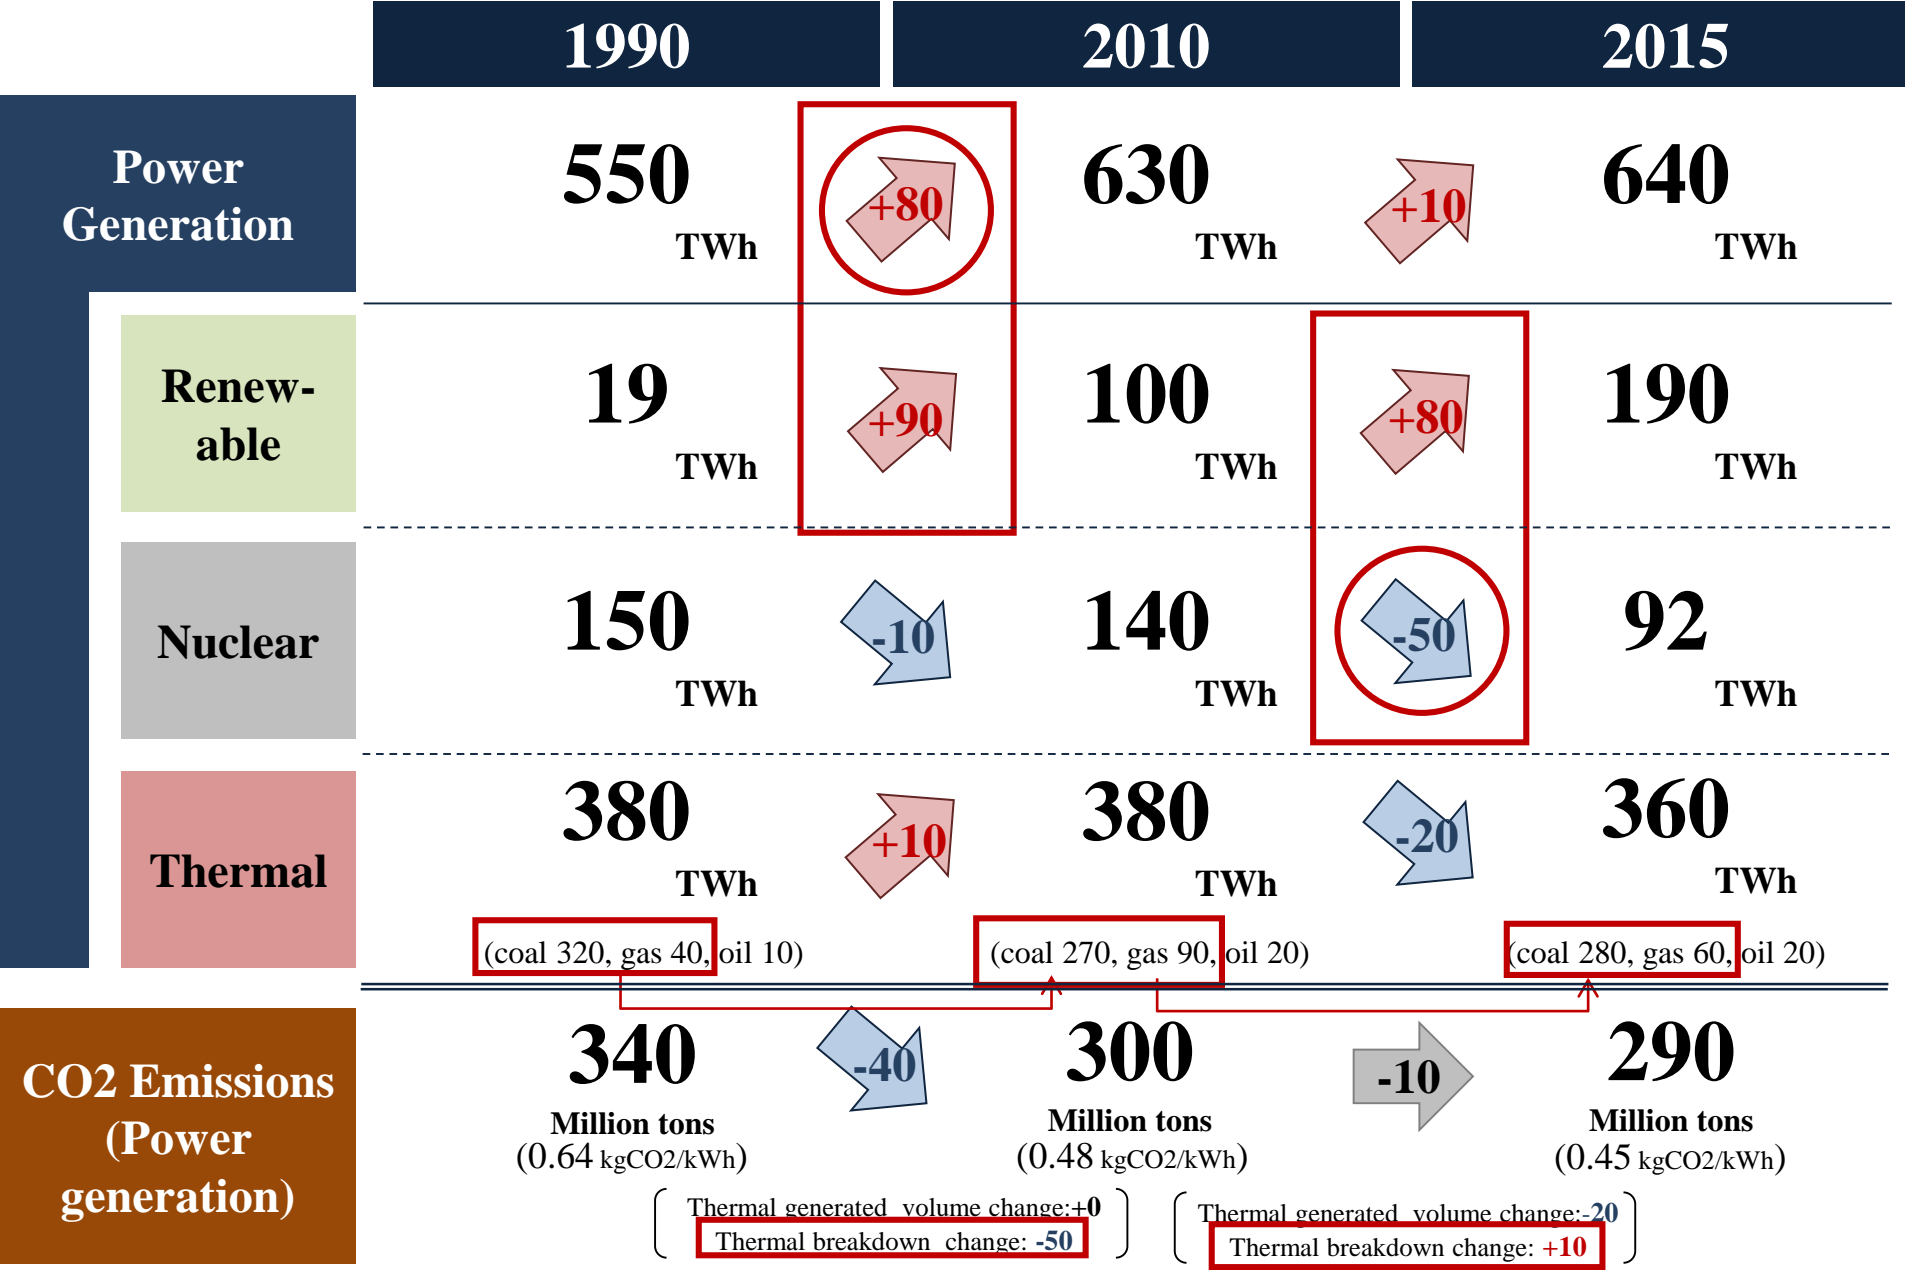 1990 2010 2015
Power
Generation
550
TWh
+80
630
TWh
+10
640
TWh
Renew-
able
19
TWh
+90
100
TWh
+80
190
TWh
Nuclear
150
TWh
-10
140
TWh
-50
92
TWh
Thermal
380
TWh
+10
380
TWh
-20
360
TWh
(coal 320, gas 40, oil 10)
(coal 270, gas 90, oil 20)
(coal 280, gas 60, oil 20)
CO2 Emissions
(Power
generation)
340
Million tons
(0.64 kgCO2/kWh)
-40
300
Million tons
(0.48 kgCO2/kWh)
-10
290
Million tons
(0.45 kgCO2/kWh)
Thermal generated volume change:+0
Thermal breakdown change: -50
Thermal generated volume change:-20
Thermal breakdown change: +10